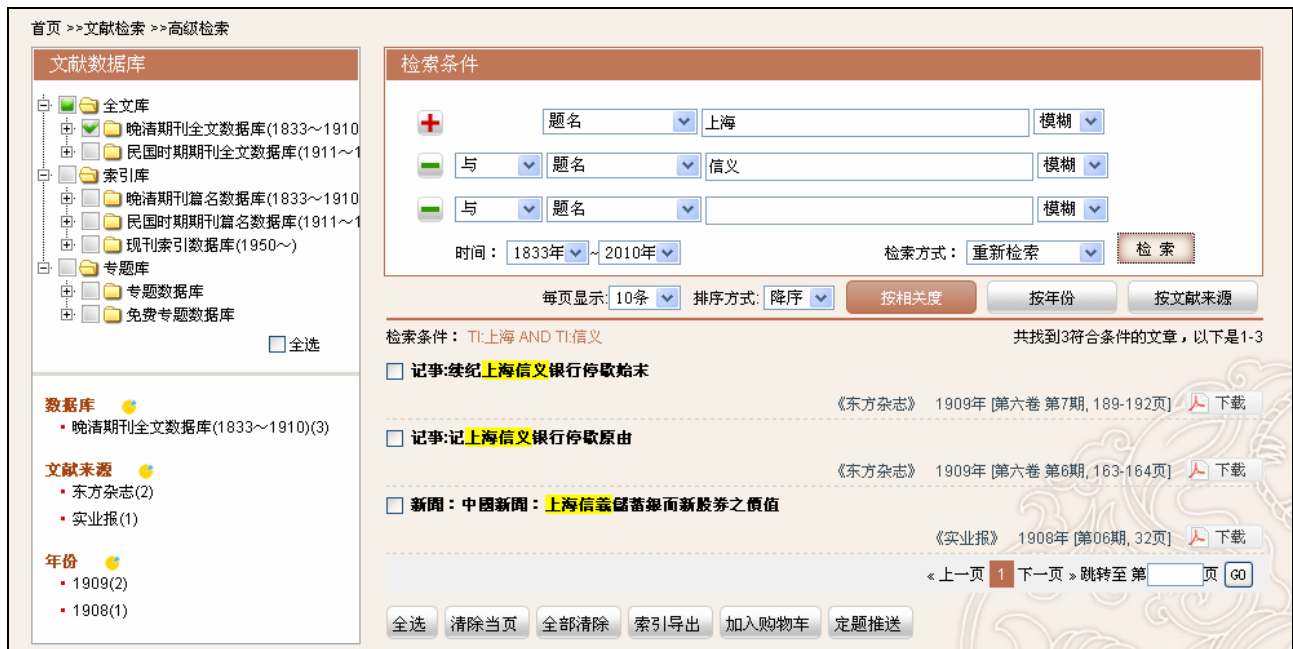 首页 >>文献检索 >>高级检索
文献数据库
全文库
晚清期刊全文数据库(1833～1910
民国时期期刊全文数据库(1911～1
索引库
晚清期刊篇名数据库(1833～1910
民国时期期刊篇名数据库(1911～1
现刊索引数据库(1950～)
专题库
专题数据库
免费专题数据库
全选
数据库
晚清期刊全文数据库(1833～1910)(3)
文献来源
东方杂志(2)
实业报(1)
年份
1909(2)
1908(1)
检索条件
题名 上海 模糊
与 题名 信义 模糊
与 题名 模糊
时间： 1833年 ~ 2010年 检索方式： 重新检索 检 索
每页显示: 10条 排序方式: 降序 按相关度 按年份 按文献来源
检索条件： TI:上海 AND TI:信义 共找到3符合条件的文章，以下是1-3
记事:续纪上海信义银行停歇始末
《东方杂志》 1909年 [第六卷 第7期, 189-192页] 下载
记事:记上海信义银行停歇原由
《东方杂志》 1909年 [第六卷 第6期, 163-164页] 下载
新聞：中國新聞：上海信義儲蓄銀而新股券之價值
《实业报》 1908年 [第06期, 32页] 下载
« 上一页 1 下一页 » 跳转至 第 页 GO
全选 清除当页 全部清除 索引导出 加入购物车 定题推送